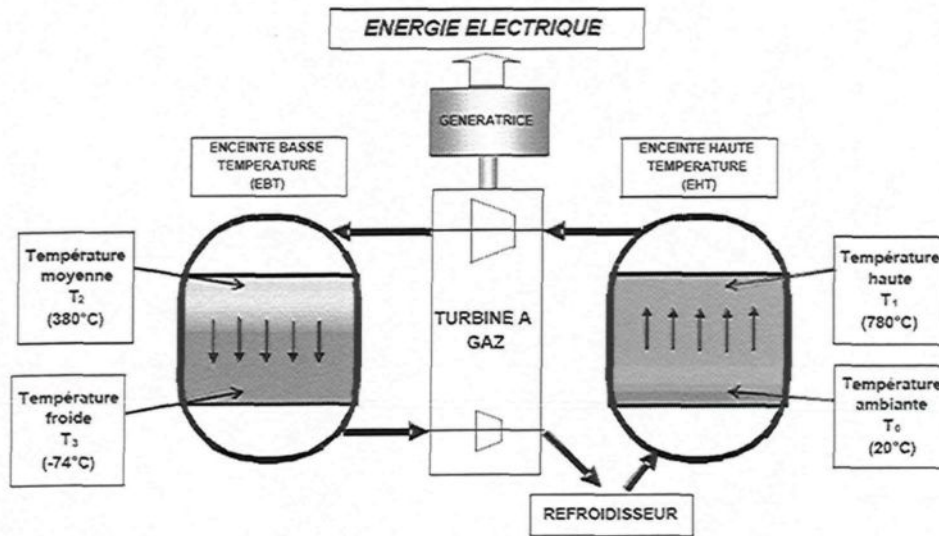 ENERGIE ELECTRIQUE
GENERATRICE
ENCEINTE BASSE
TEMPERATURE
(EBT)
ENCEINTE HAUTE
TEMPERATURE
(EHT)
Température
moyenne
T₂
(380°C)
Température
haute
T₁
(780°C)
TURBINE A
GAZ
Température
froide
T₃
(-74°C)
Température
ambiante
T₀
(20°C)
REFROIDISSEUR